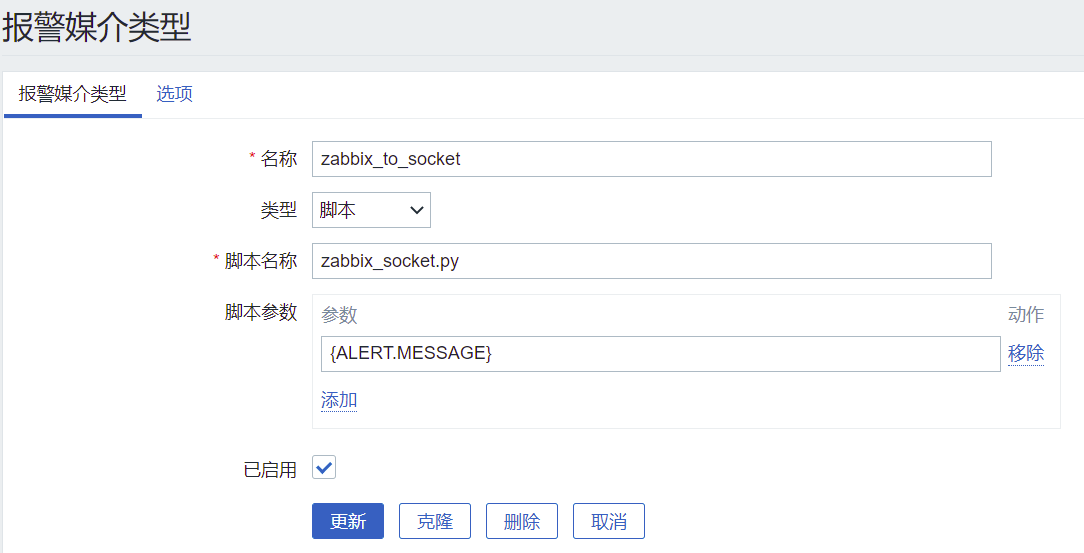 报警媒介类型
报警媒介类型 选项
* 名称 zabbix_to_socket
类型 脚本
* 脚本名称 zabbix_socket.py
脚本参数 参数 动作
{ALERT.MESSAGE} 移除
添加
已启用
更新 克隆 删除 取消